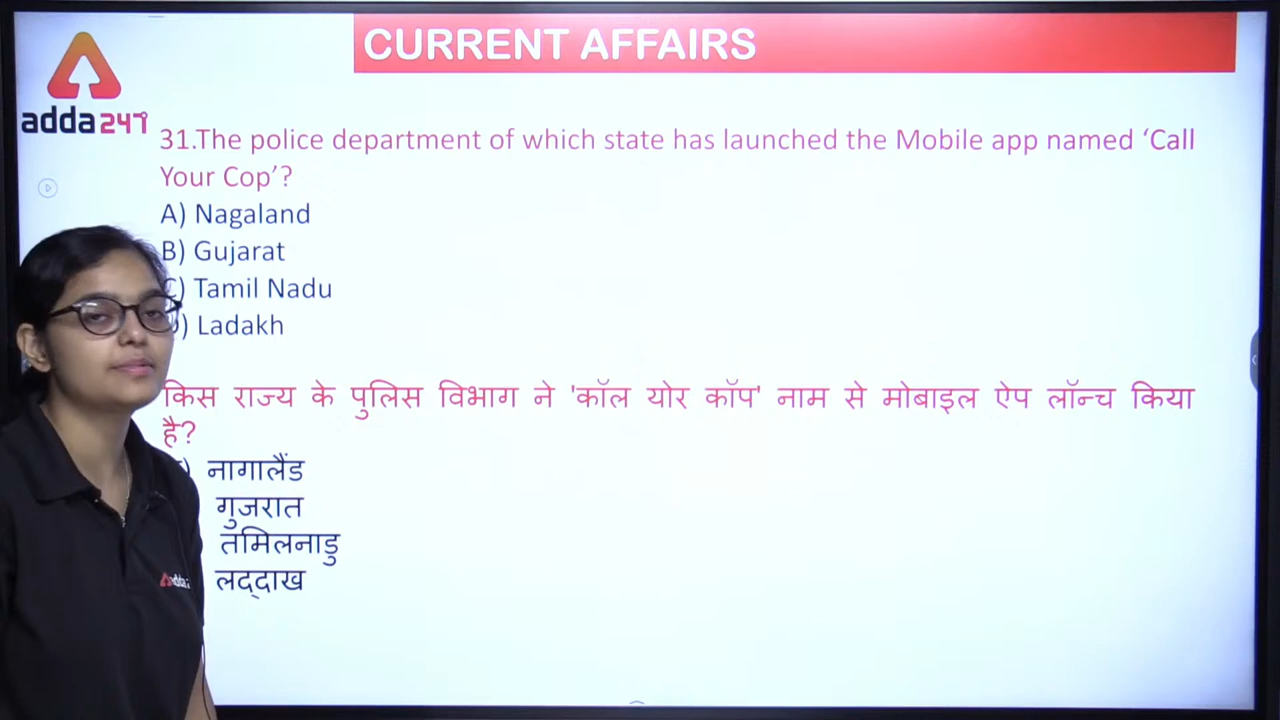 CURRENT AFFAIRS
adda247
31.The police department of which state has launched the Mobile app named ‘Call
Your Cop’?
A) Nagaland
B) Gujarat
C) Tamil Nadu
D) Ladakh
किस राज्य के पुलिस विभाग ने 'कॉल योर कॉप' नाम से मोबाइल ऐप लॉन्च किया
है?
नागालैंड
गुजरात
तमिलनाडु
लद्दाख
adda